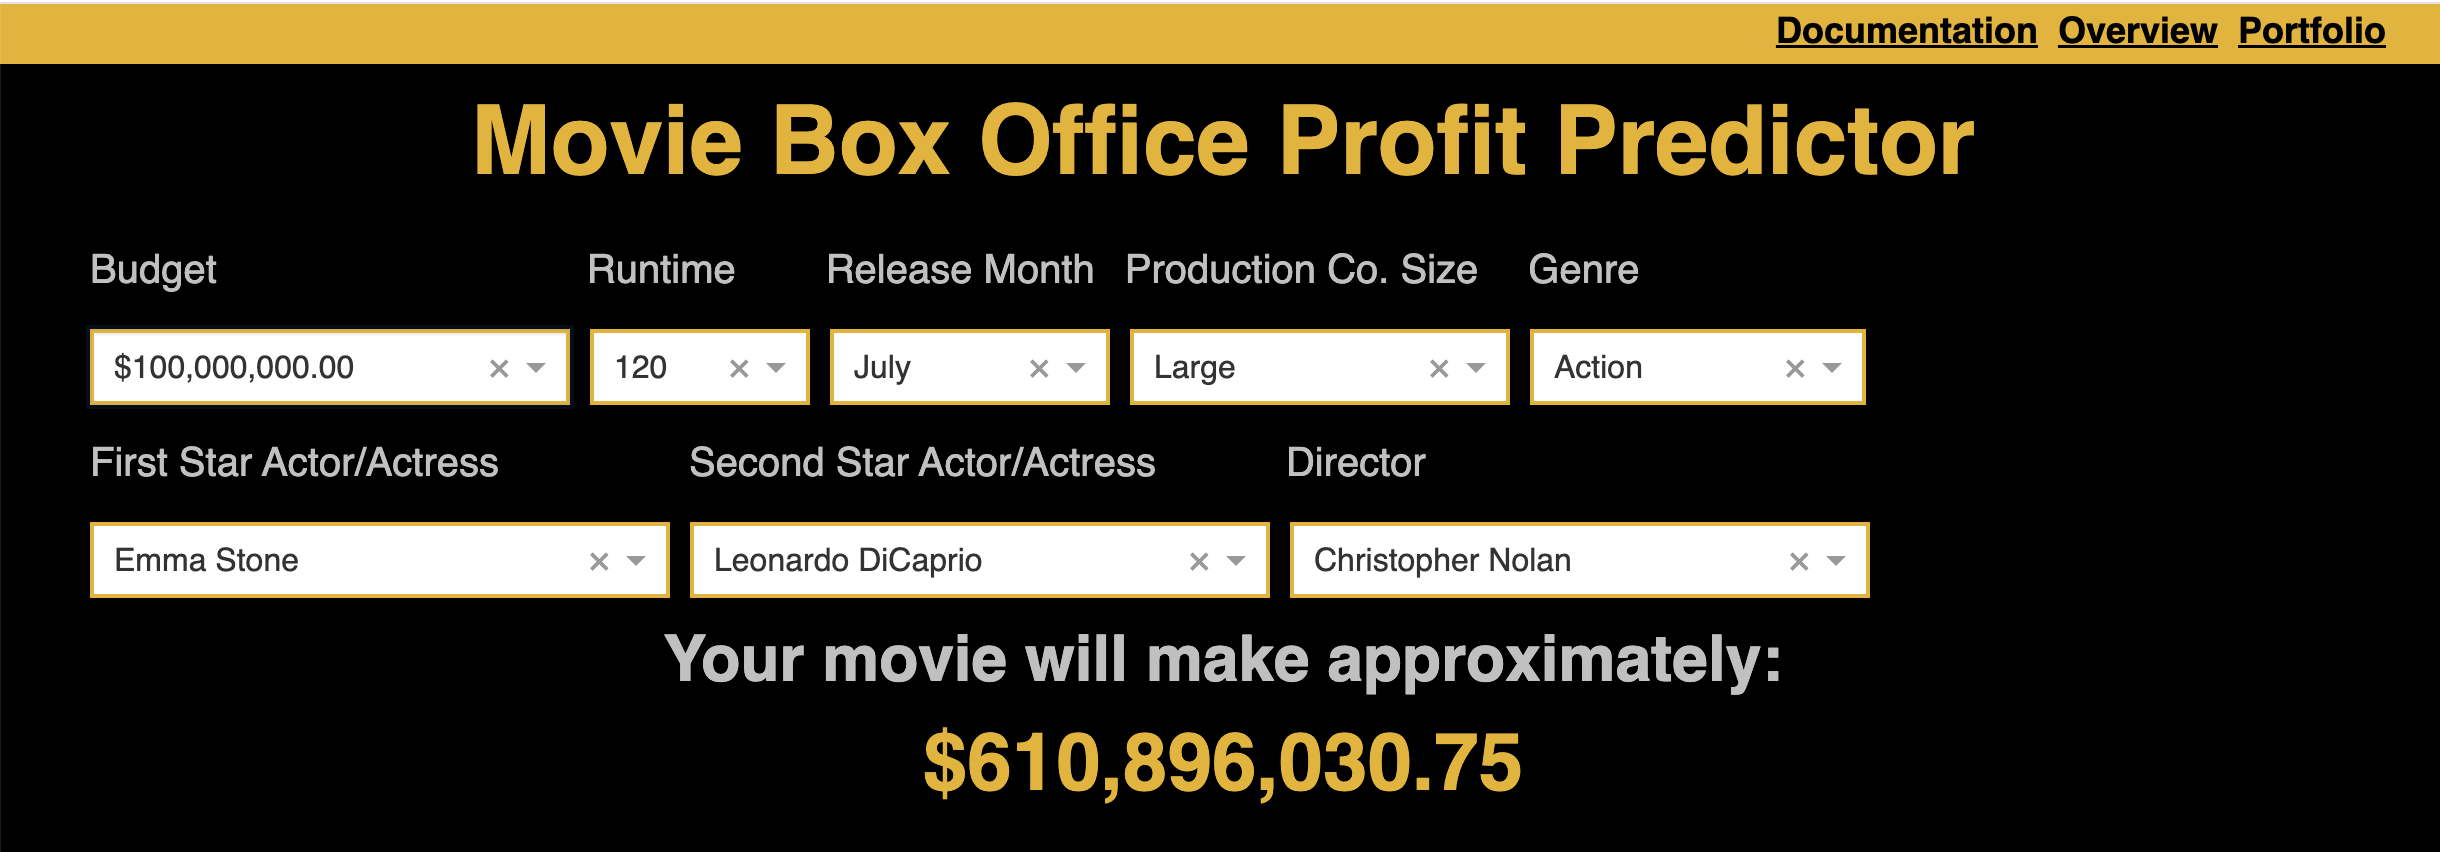 Documentation Overview Portfolio
Movie Box Office Profit Predictor
Budget Runtime Release Month Production Co. Size Genre
$100,000,000.00 120 July Large Action
First Star Actor/Actress Second Star Actor/Actress Director
Emma Stone Leonardo DiCaprio Christopher Nolan
Your movie will make approximately:
$610,896,030.75